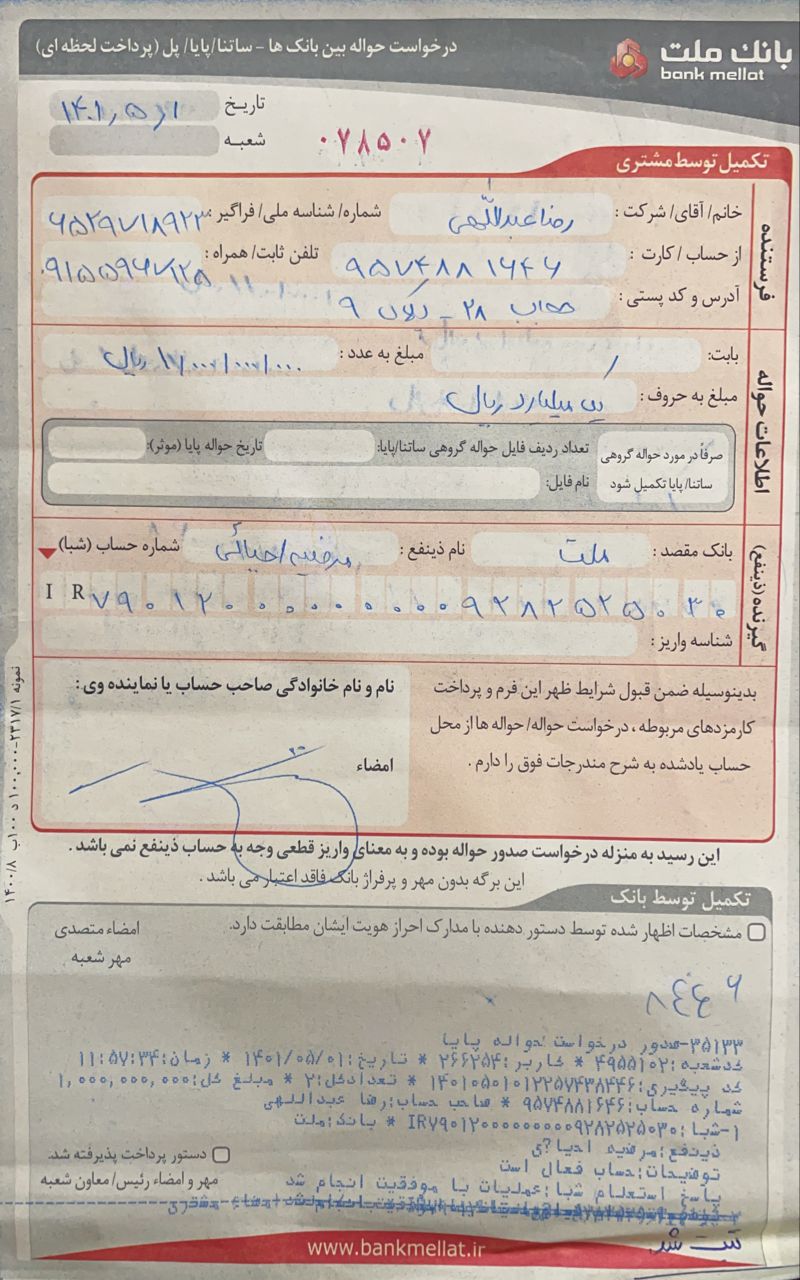 بانک ملت
bank mellat
درخواست حواله بین بانک ها - ساتنا/پایا/ پل (پرداخت لحظه ای)
تاریخ ۱۴۰۱٫۵٫۱
شعبه
۰۷۸۵۰۷
تکمیل توسط مشتری
فرستنده
خانم/ آقای/ شرکت : رضا عبداللهی شماره/ شناسه ملی/ فراگیر :
از حساب / کارت : ۹۵۷۴۸۸۱۶۴۶ تلفن ثابت/ همراه :
آدرس و کد پستی : ۲۸ - پلاک ۹
اطلاعات حواله
بابت: مبلغ به عدد : ۱/۰۰۰/۰۰۰/۰۰۰ ریال
مبلغ به حروف : یک میلیارد ریال
صرفاً در مورد حواله گروهی ساتنا/ پایا تکمیل شود
تعداد ردیف فایل حواله گروهی ساتنا/پایا: تاریخ حواله پایا (موثر):
نام فایل:
گیرنده (ذینفع)
بانک مقصد : ملت نام ذینفع : مرضیه احیائی شماره حساب (شبا)
IR ۷۹۰۱۲۰۰۰۰۰۰۰۰۰۰۹۲۸۲۵۲۵۰۳۰
شناسه واریز :
بدینوسیله ضمن قبول شرایط ظهر این فرم و پرداخت
کارمزدهای مربوطه ، درخواست حواله/ حواله ها از محل
حساب یادشده به شرح مندرجات فوق را دارم .
نام و نام خانوادگی صاحب حساب یا نماینده وی :
امضاء
نمونه ۲۳۱۷/۱-۱۰۰٫۰۰۰ د ۱۰۰ب ۱۴۰۰/۸
این رسید به منزله درخواست صدور حواله بوده و به معنای واریز قطعی وجه به حساب ذینفع نمی باشد .
این برگه بدون مهر و پرفراژ بانک فاقد اعتبار می باشد .
تکمیل توسط بانک
مشخصات اظهار شده توسط دستور دهنده با مدارک احراز هویت ایشان مطابقت دارد.
امضاء متصدی
مهر شعبه
۳۵۱۳۳-صدور درخواست حواله پایا
کدشعبه:۴۹۵۵۱۰۲ * کاربر:۲۶۶۲۵۴ * تاریخ:۱۴۰۱/۰۵/۰۱ * زمان:۱۱:۵۷:۳۴
کد پیگیری:۱۴۰۱۰۵۰۱۰۱۲۲۵۷۴۳۸۴۴۶ * تعدادکل:۲ * مبلغ کل:۱,۰۰۰,۰۰۰,۰۰۰
شماره حساب:۹۵۷۴۸۸۱۶۴۶ * صاحب حساب:رضا عبداللهی
۱-شبا:IR۷۹۰۱۲۰۰۰۰۰۰۰۰۰۰۹۲۸۲۵۲۵۰۳۰ * بانک:ملت
ذینفع:مرضیه احیا?ی
توضیحات:حساب فعال است
پاسخ استعلام شبا:عملیات با موفقیت انجام شد
دستور پرداخت پذیرفته شد.
مهر و امضاء رئیس/ معاون شعبه
ثبت شد
www.bankmellat.ir